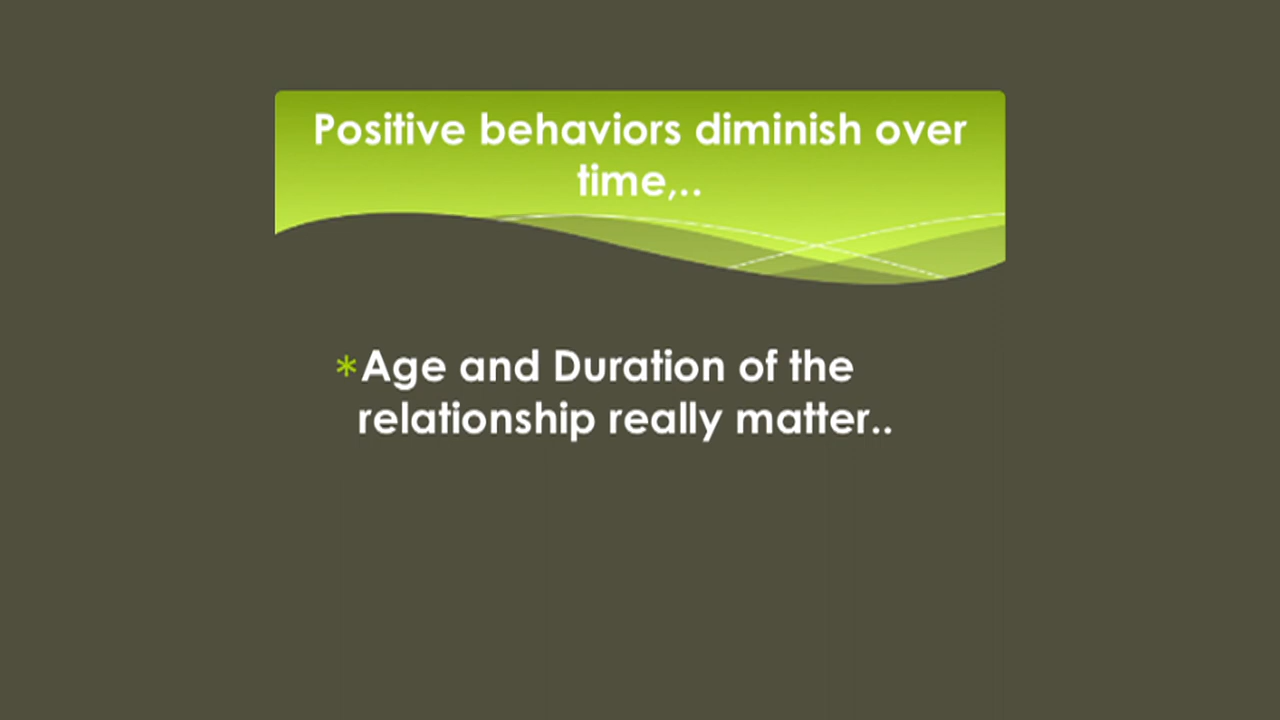 Positive behaviors diminish over
time,..
*Age and Duration of the
relationship really matter..